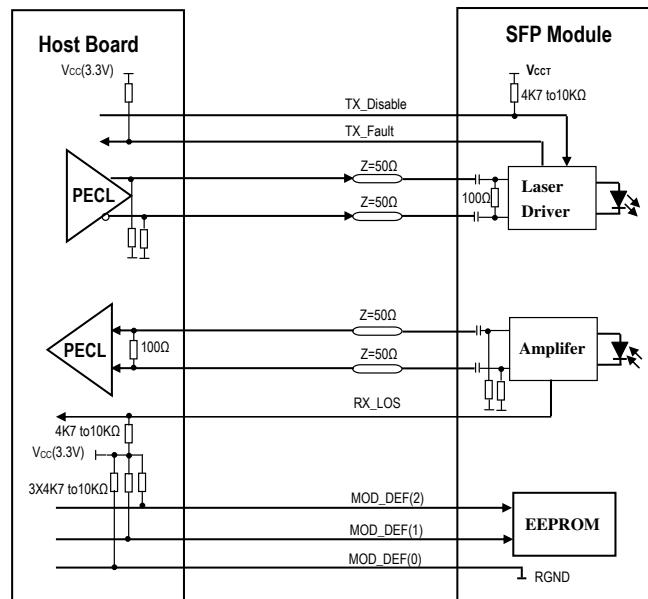 Host Board
SFP Module
Vcc(3.3V)
VCCT
4K7 to10KΩ
TX_Disable
TX_Fault
PECL
Z=50Ω
Z=50Ω
100Ω
Laser
Driver
PECL
100Ω
Z=50Ω
Z=50Ω
Amplifer
RX_LOS
4K7 to10KΩ
Vcc(3.3V)
3X4K7 to10KΩ
MOD_DEF(2)
EEPROM
MOD_DEF(1)
MOD_DEF(0)
RGND